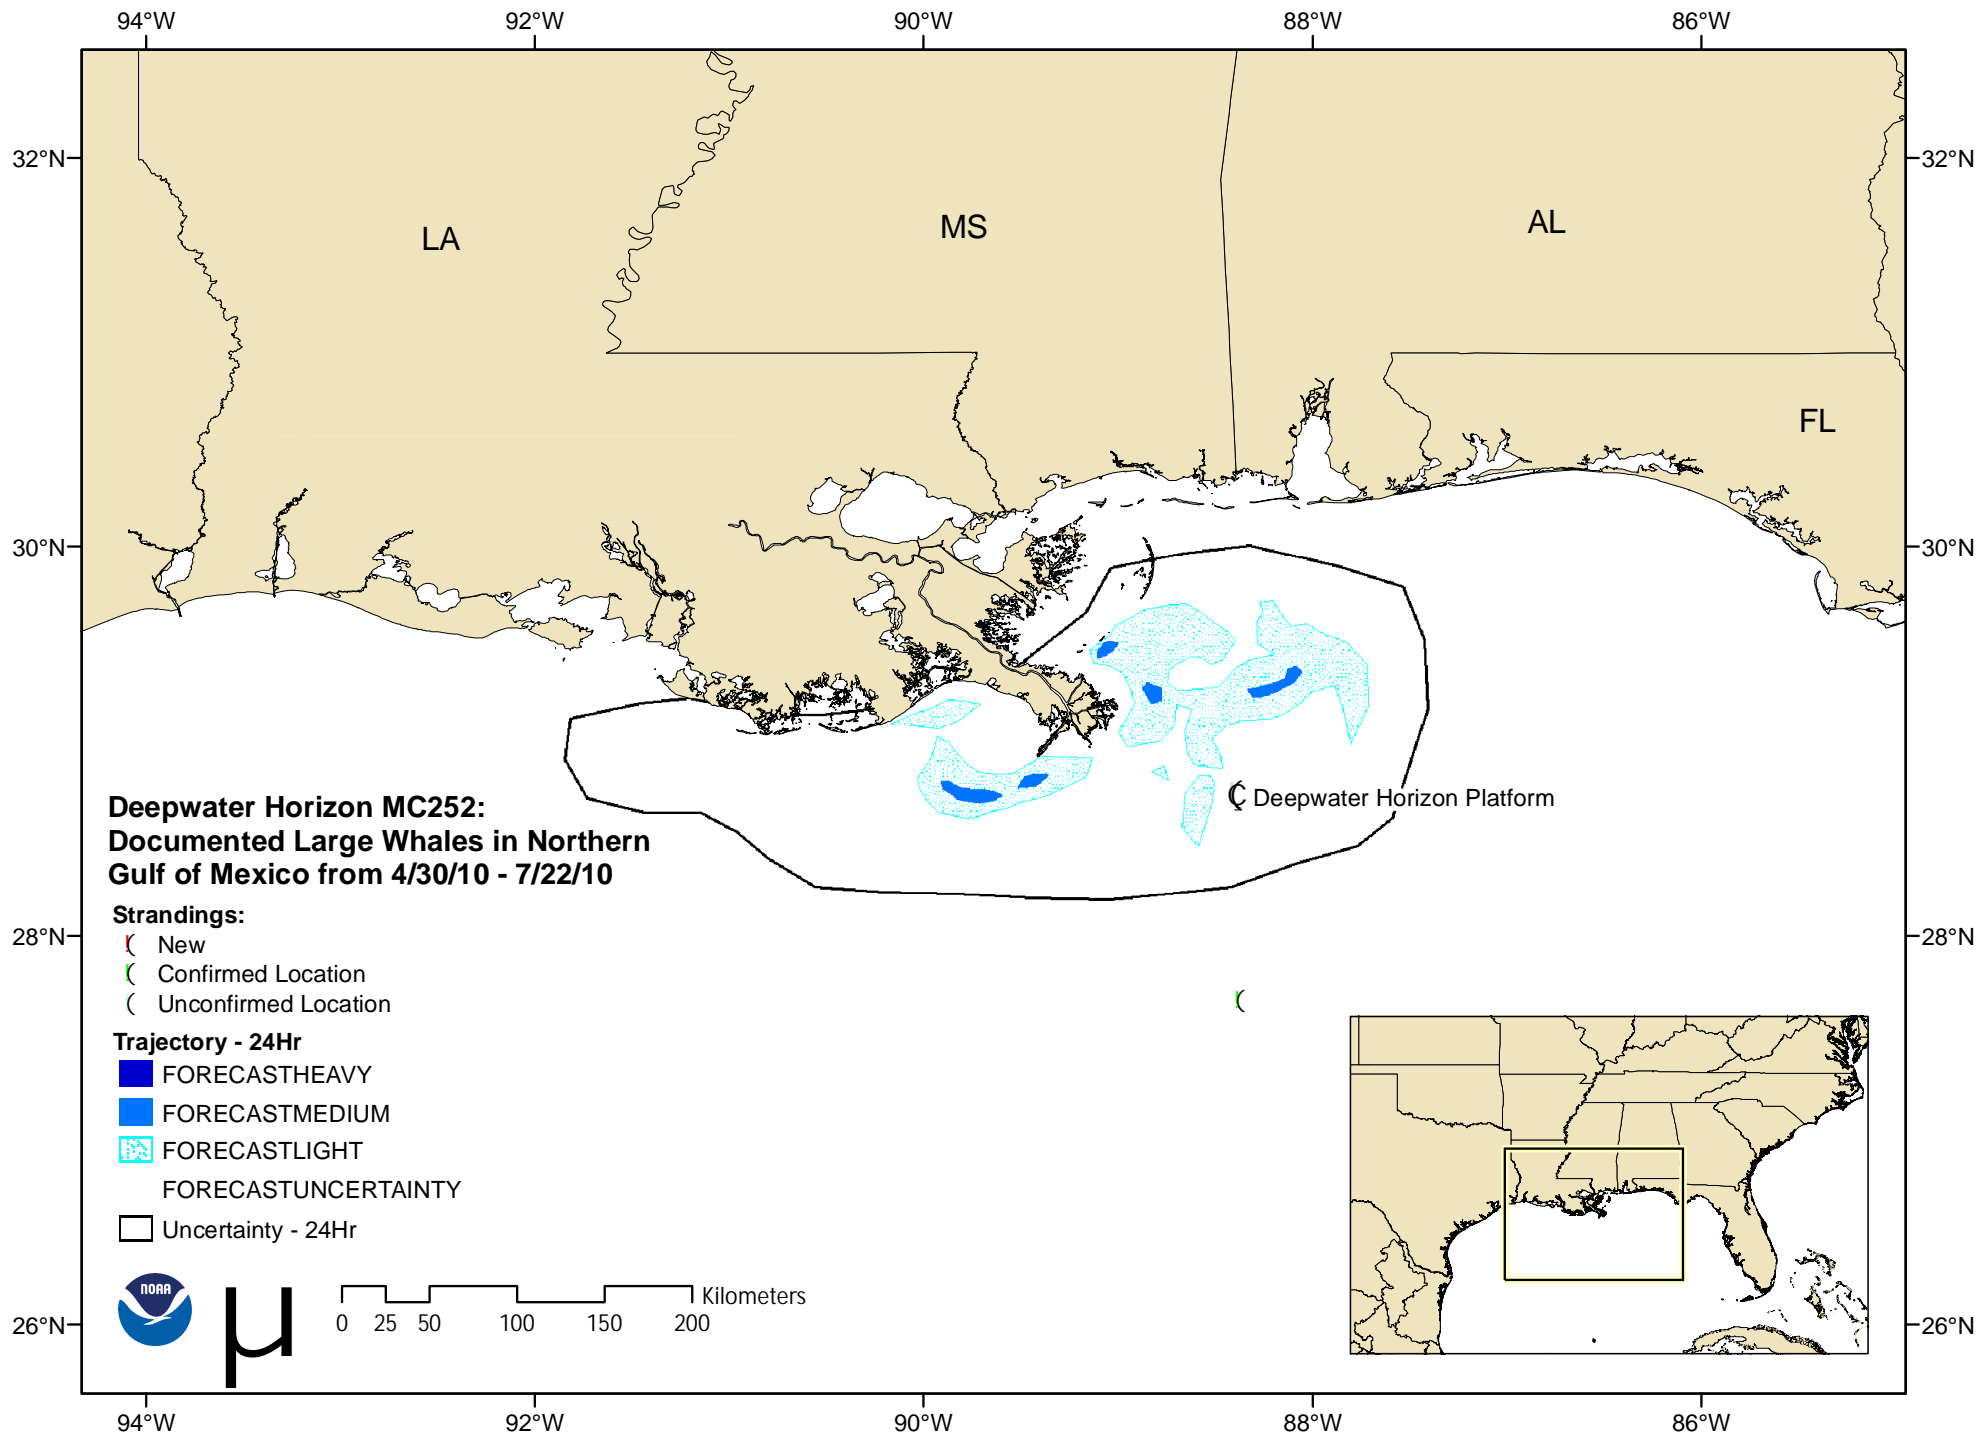 94°W 92°W 90°W 88°W 86°W
32°N 32°N
LA MS AL
FL
30°N 30°N
Deepwater Horizon Platform
Deepwater Horizon MC252:
Documented Large Whales in Northern
Gulf of Mexico from 4/30/10 - 7/22/10
28°N 28°N
Strandings:
New
Confirmed Location
Unconfirmed Location
Trajectory - 24Hr
FORECASTHEAVY
FORECASTMEDIUM
FORECASTLIGHT
FORECASTUNCERTAINTY
Uncertainty - 24Hr
NOAA
µ
Kilometers
0 25 50 100 150 200
26°N 26°N
94°W 92°W 90°W 88°W 86°W